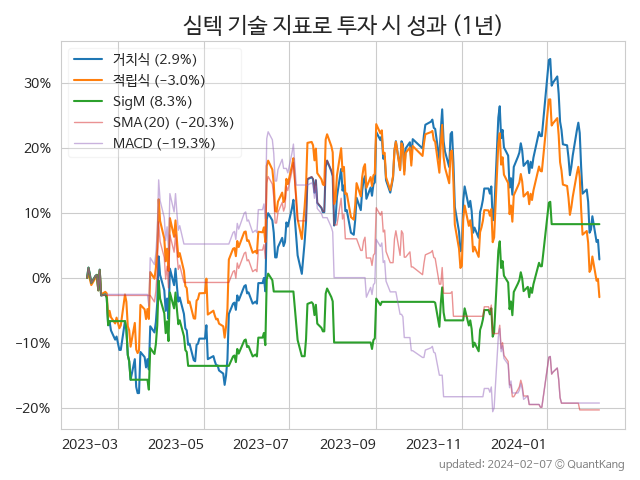 심텍 기술 지표로 투자 시 성과 (1년)
거치식 (2.9%)
적립식 (−3.0%)
SigM (8.3%)
SMA(20) (−20.3%)
MACD (−19.3%)
30%
20%
10%
0%
−10%
−20%
2023-03 2023-05 2023-07 2023-09 2023-11 2024-01
updated: 2024-02-07 © QuantKang